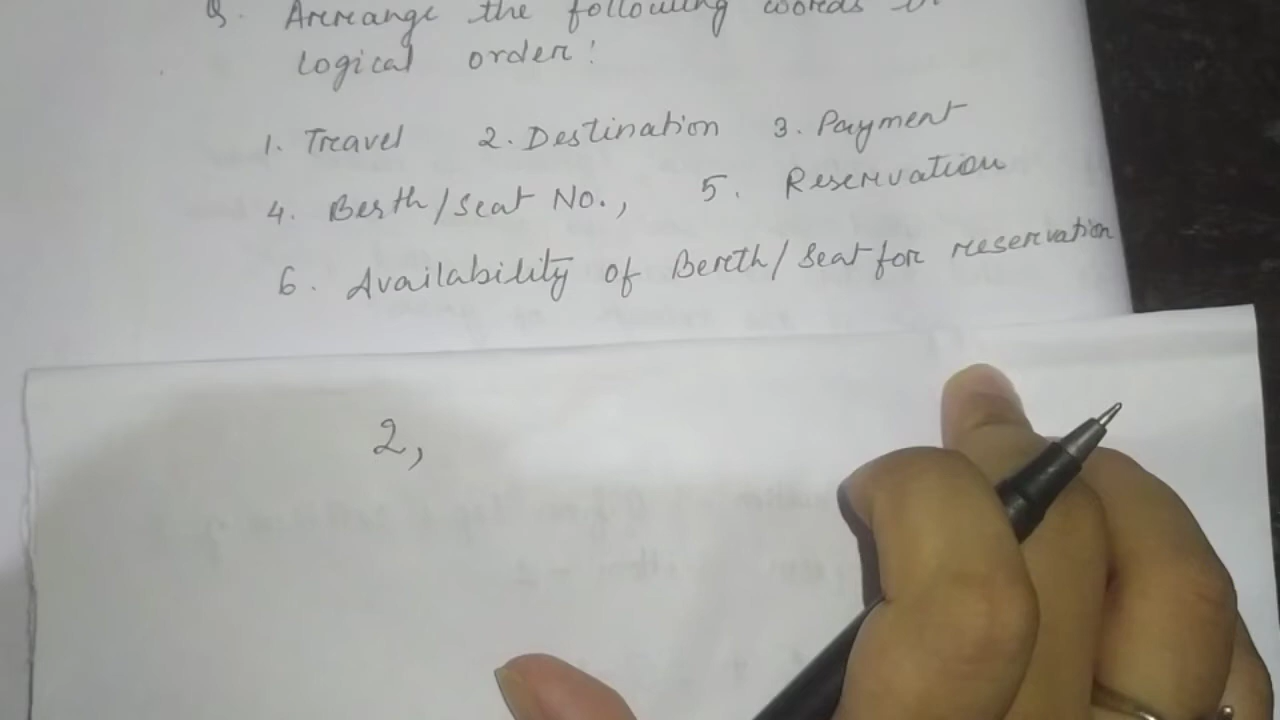 Q. Arrange the following words
logical order:
1. Travel 2. Destination 3. Payment
4. Berth/Seat No., 5. Reservation
6. Availability of Berth/Seat for reservation
2,